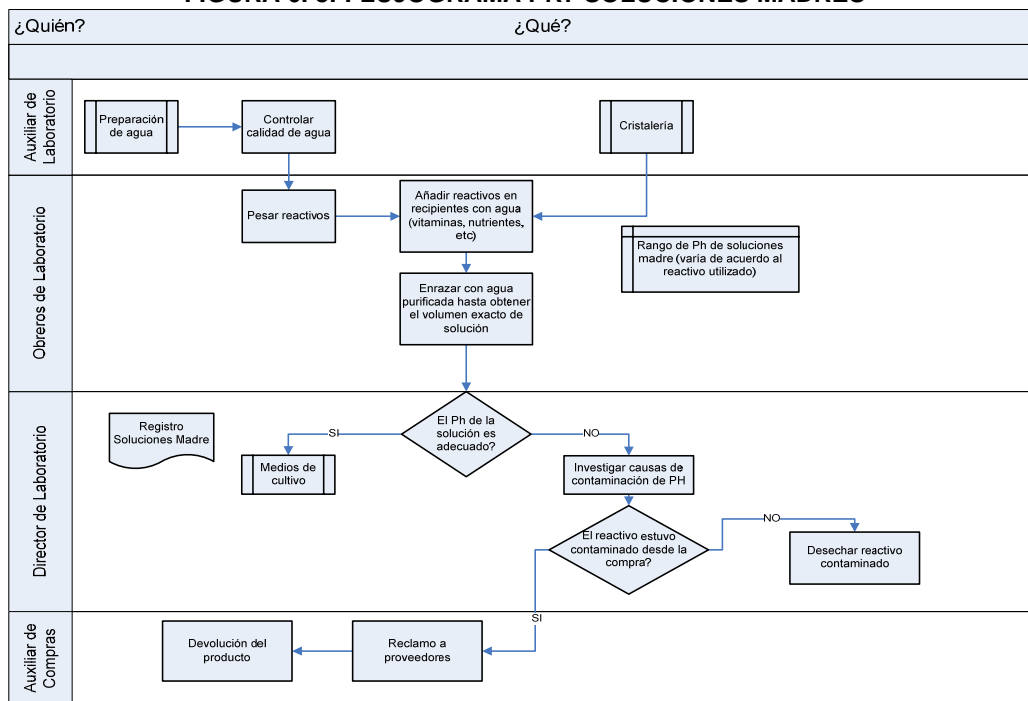 ¿Quién?
¿Qué?
Auxiliar de
Laboratorio
Preparación
de agua
Controlar
calidad de agua
Cristalería
Obreros de Laboratorio
Pesar reactivos
Añadir reactivos en
recipientes con agua
(vitaminas, nutrientes,
etc)
Rango de Ph de soluciones
madre (varía de acuerdo al
reactivo utilizado)
Enrazar con agua
purificada hasta obtener
el volumen exacto de
solución
Director de Laboratorio
Registro
Soluciones Madre
El Ph de la
solución es
adecuado?
SI
NO
Medios de
cultivo
Investigar causas de
contaminación de PH
El reactivo estuvo
contaminado desde la
compra?
NO
Desechar reactivo
contaminado
SI
Auxiliar de
Compras
Devolución del
producto
Reclamo a
proveedores